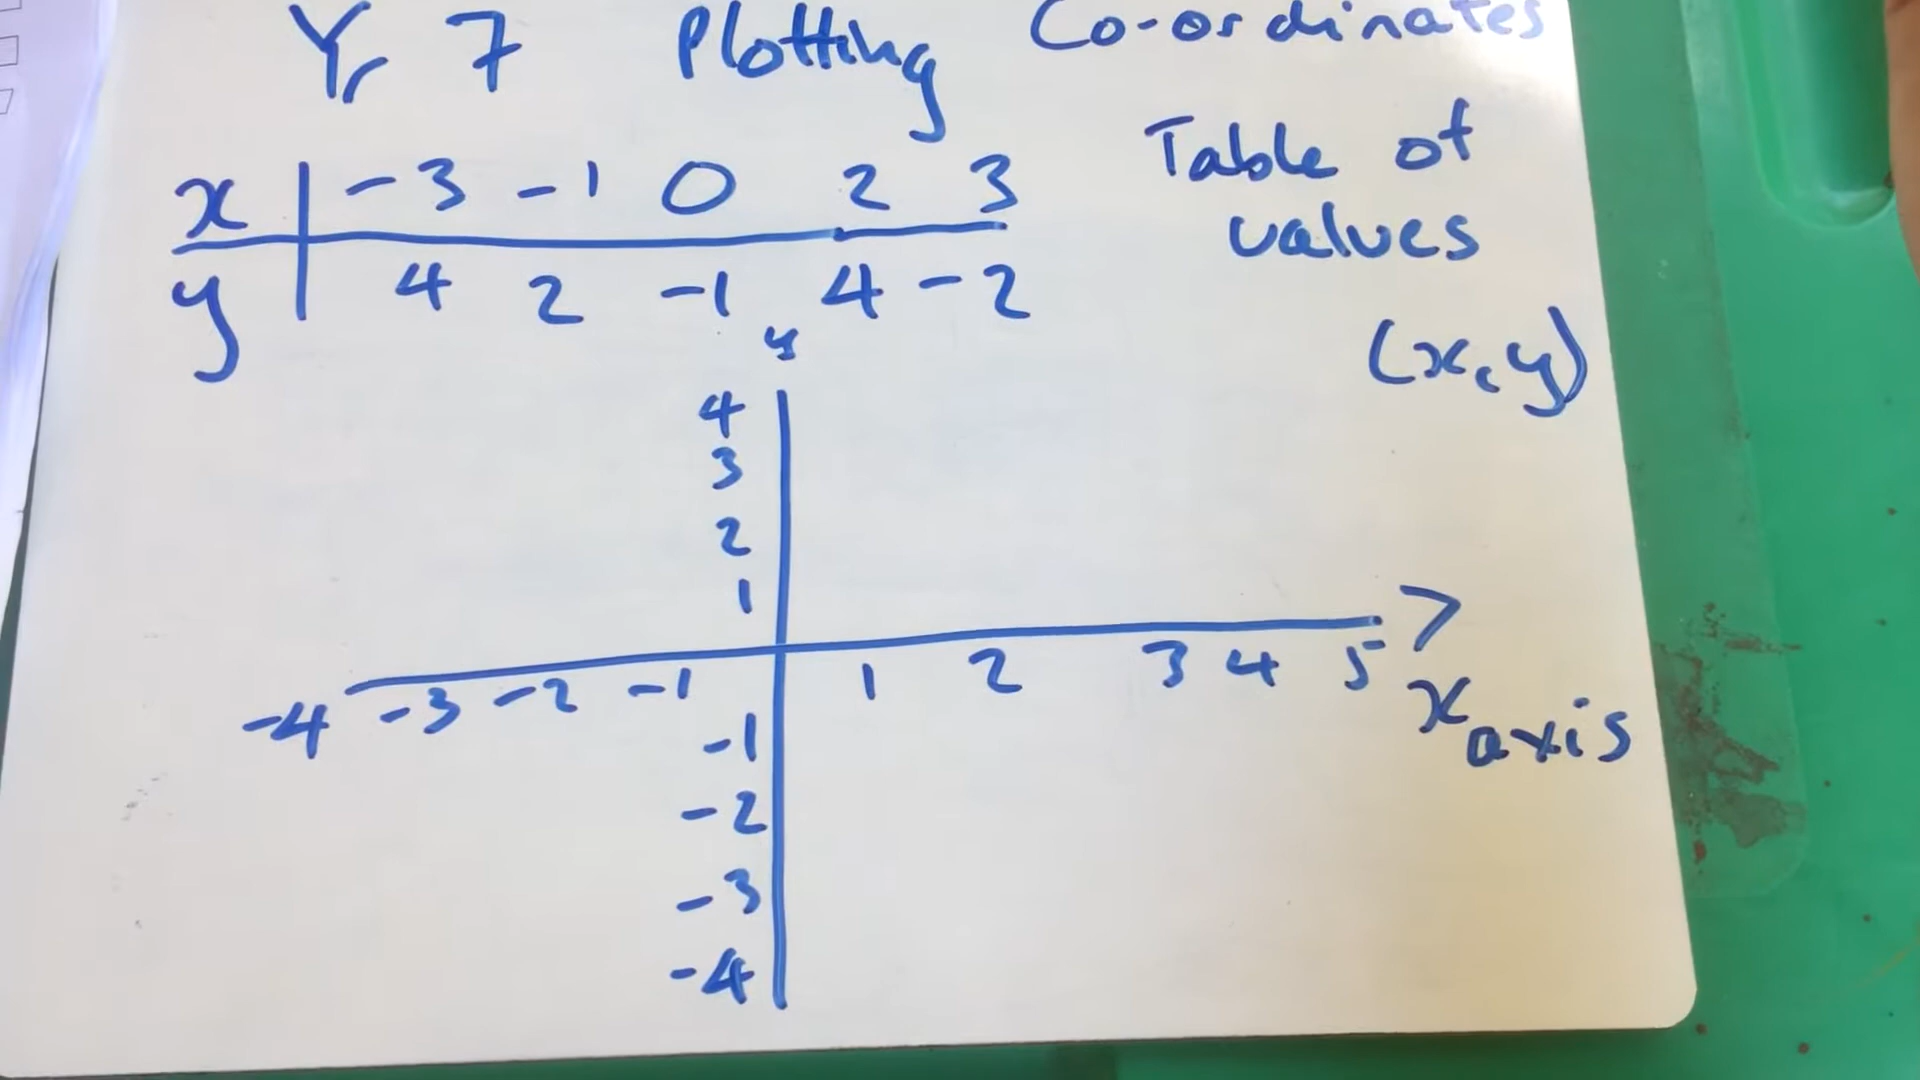 Yr 7 Plotting Co-ordinates
Table of
values
x | -3 -1 0 2 3
y | 4 2 -1 4 -2
(x, y)
y
4
3
2
1
>
-4 -3 -2 -1 1 2 3 4 5
x axis
-1
-2
-3
-4